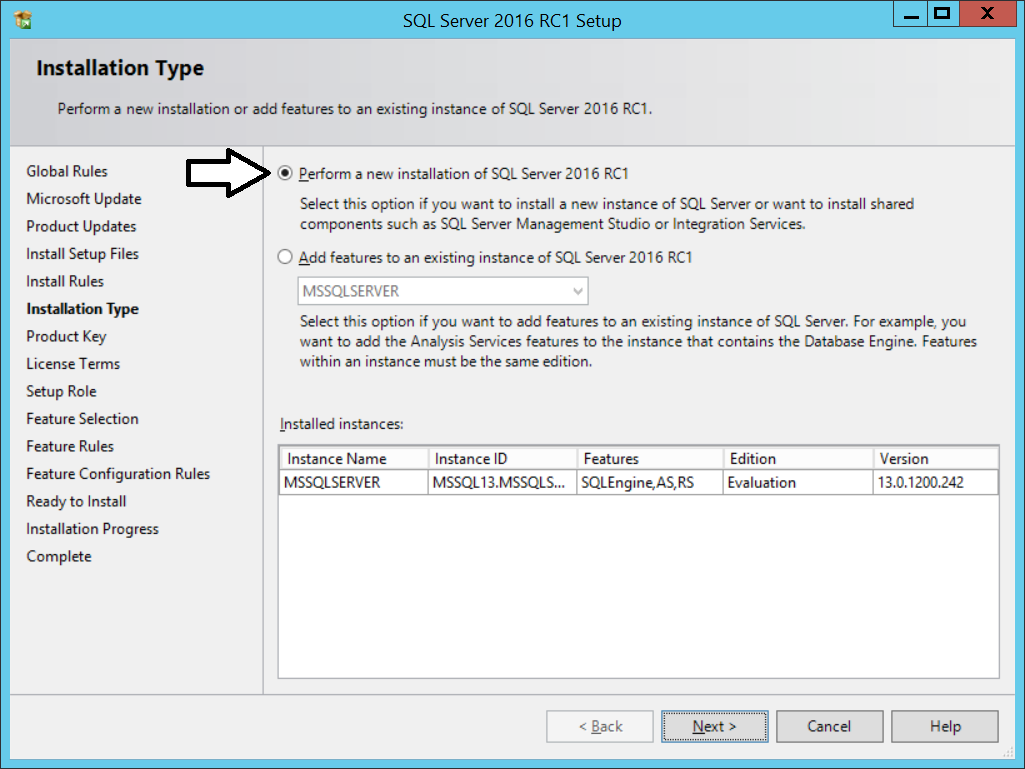 SQL Server 2016 RC1 Setup
Installation Type
Perform a new installation or add features to an existing instance of SQL Server 2016 RC1.
Global Rules
Microsoft Update
Product Updates
Install Setup Files
Install Rules
Installation Type
Product Key
License Terms
Setup Role
Feature Selection
Feature Rules
Feature Configuration Rules
Ready to Install
Installation Progress
Complete
Perform a new installation of SQL Server 2016 RC1
Select this option if you want to install a new instance of SQL Server or want to install shared
components such as SQL Server Management Studio or Integration Services.
Add features to an existing instance of SQL Server 2016 RC1
MSSQLSERVER
Select this option if you want to add features to an existing instance of SQL Server. For example, you
want to add the Analysis Services features to the instance that contains the Database Engine. Features
within an instance must be the same edition.
Installed instances:
Instance Name Instance ID Features Edition Version
MSSQLSERVER MSSQL13.MSSQLS... SQLEngine,AS,RS Evaluation 13.0.1200.242
< Back Next > Cancel Help